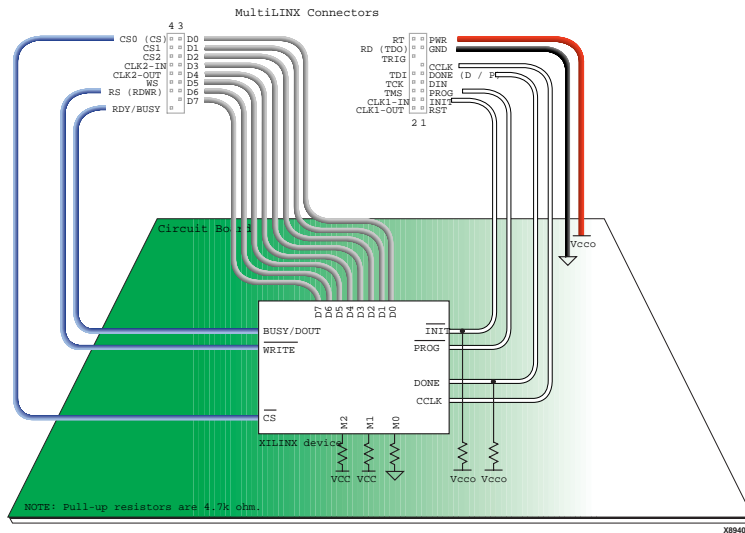 MultiLINX Connectors
4 3
CS0 (CS)
CS1
CS2
CLK2-IN
CLK2-OUT
WS
RS (RDWR)
RDY/BUSY
D0
D1
D2
D3
D4
D5
D6
D7
RT
RD (TDO)
TRIG
TDI
TCK
TMS
CLK1-IN
CLK1-OUT
PWR
GND
CCLK
DONE (D / P)
DIN
PROG
INIT
RST
2 1
Circuit Board
Vcco
D7
D6
D5
D4
D3
D2
D1
D0
BUSY/DOUT
WRITE
CS
INIT
PROG
DONE
CCLK
M2
M1
M0
XILINX device
VCC
VCC
Vcco
Vcco
NOTE: Pull-up resistors are 4.7k ohm.
X8940